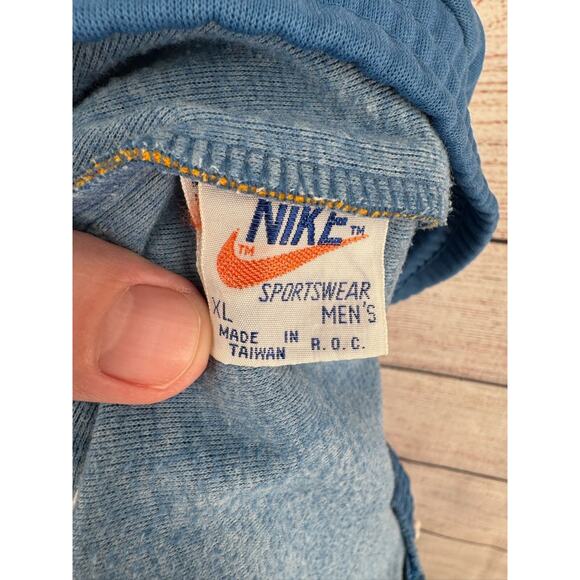 NIKE™
™
SPORTSWEAR
XL MEN'S
MADE IN
TAIWAN R.O.C.